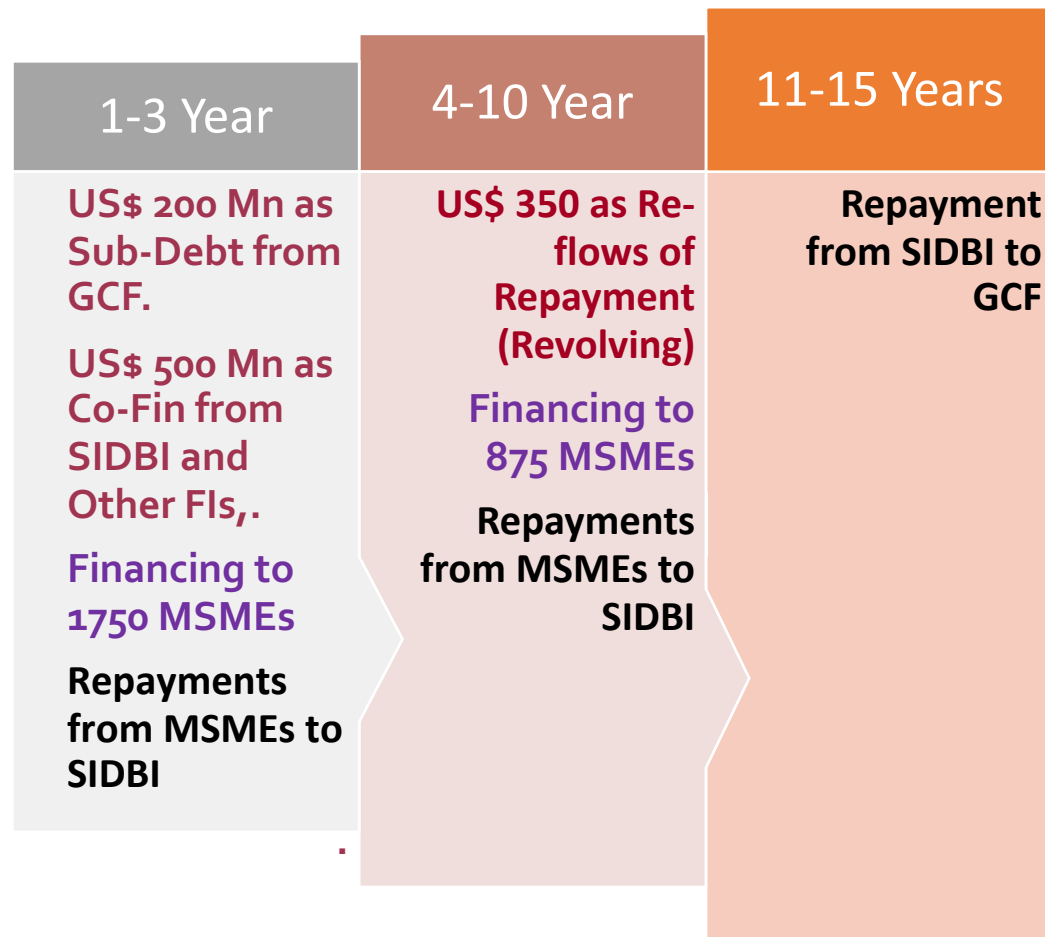 1-3 Year
US$ 200 Mn as
Sub-Debt from
GCF.
US$ 500 Mn as
Co-Fin from
SIDBI and
Other FIs,.
Financing to
1750 MSMEs
Repayments
from MSMEs to
SIDBI
.
4-10 Year
US$ 350 as Re-
flows of
Repayment
(Revolving)
Financing to
875 MSMEs
Repayments
from MSMEs to
SIDBI
11-15 Years
Repayment
from SIDBI to
GCF